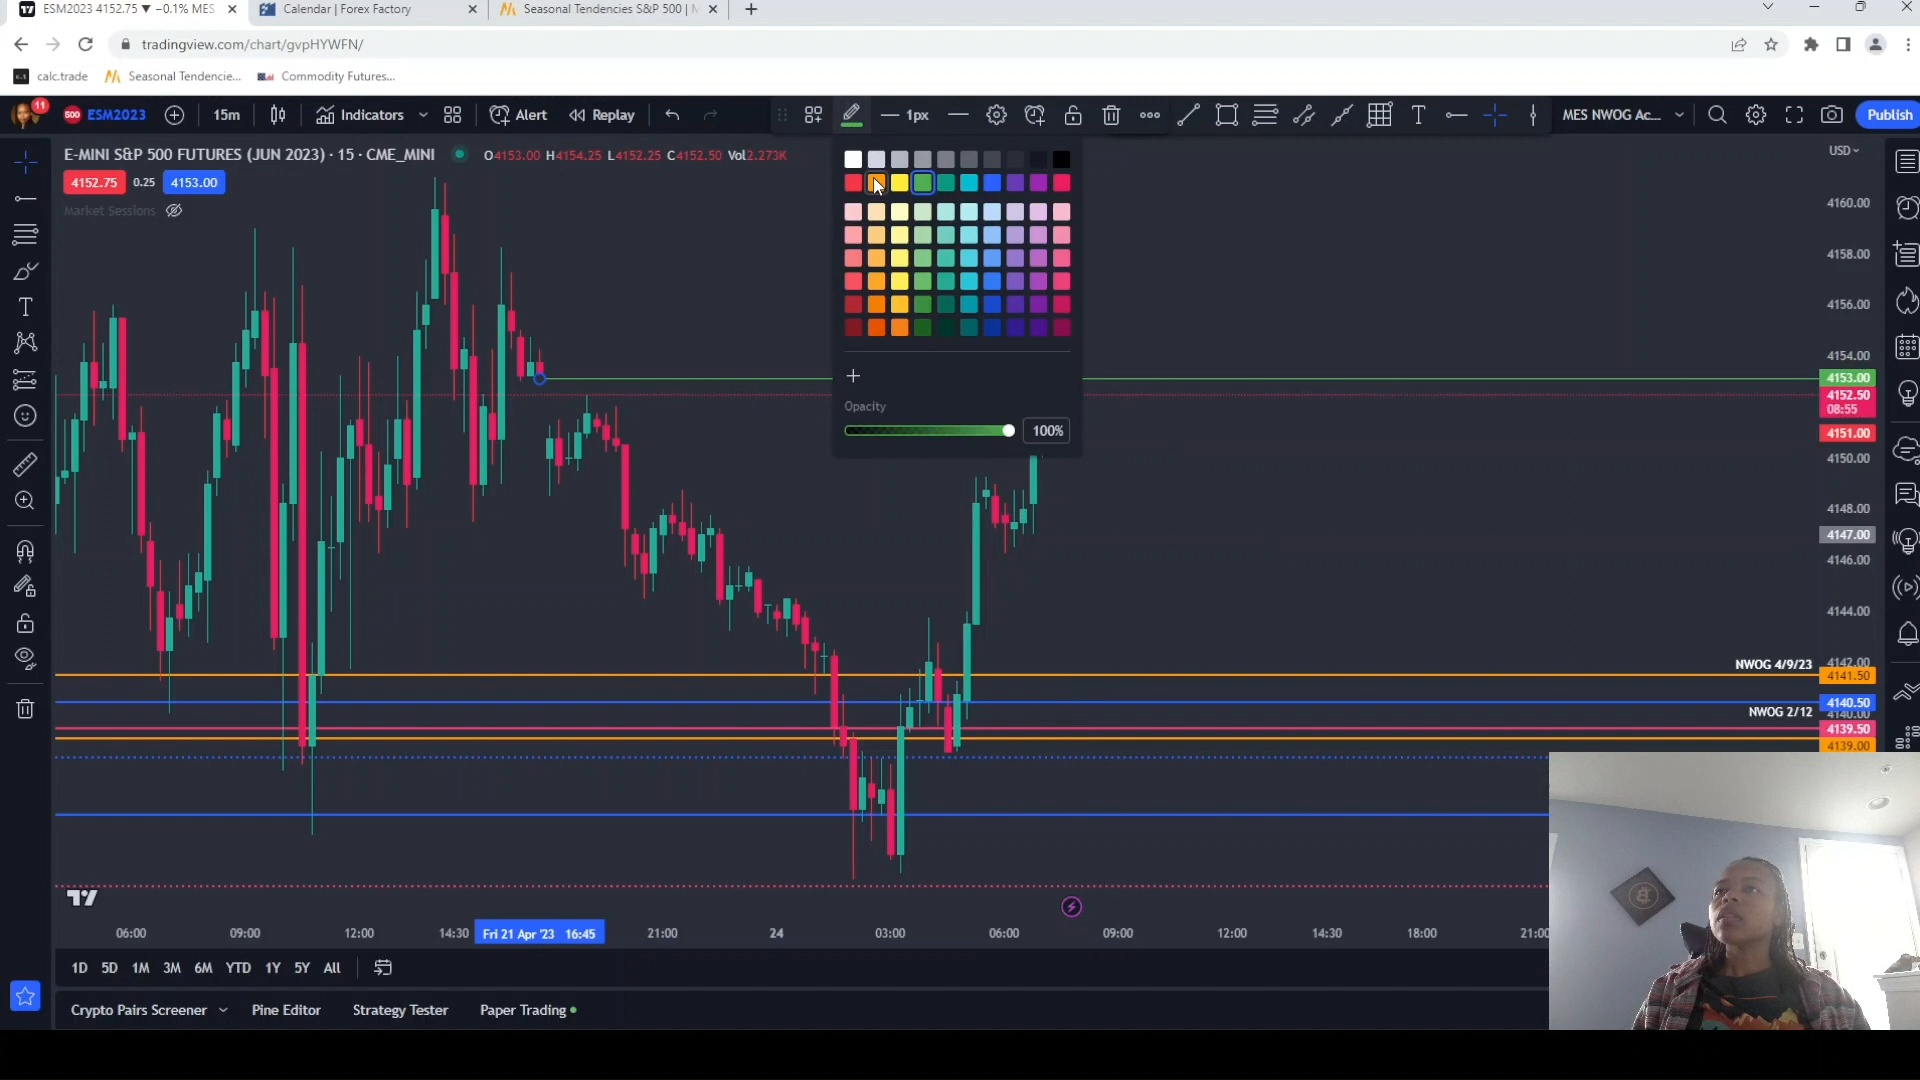 ESM2023 4152.75 ▼ −0.1% MES
Calendar | Forex Factory
Seasonal Tendencies S&P 500 | M
tradingview.com/chart/gvpHYWFN/
calc.trade
Seasonal Tendencie...
Commodity Futures...
11
500
ESM2023
15m
Indicators
Alert
Replay
1px
MES NWOG Ac...
Publish
E-MINI S&P 500 FUTURES (JUN 2023) · 15 · CME_MINI
O4153.00 H4154.25 L4152.25 C4152.50 Vol2.273K
USD
4152.75
0.25
4153.00
Market Sessions
4160.00
4158.00
4156.00
4154.00
4153.00
4152.50
08:55
4151.00
4150.00
4148.00
4147.00
4146.00
4144.00
Opacity
100%
NWOG 4/9/23
4142.00
4141.50
4140.50
NWOG 2/12
4140.00
4139.50
4139.00
06:00
09:00
12:00
14:30
Fri 21 Apr '23 16:45
21:00
24
03:00
06:00
09:00
12:00
14:30
18:00
21:00
1D
5D
1M
3M
6M
YTD
1Y
5Y
All
Crypto Pairs Screener
Pine Editor
Strategy Tester
Paper Trading